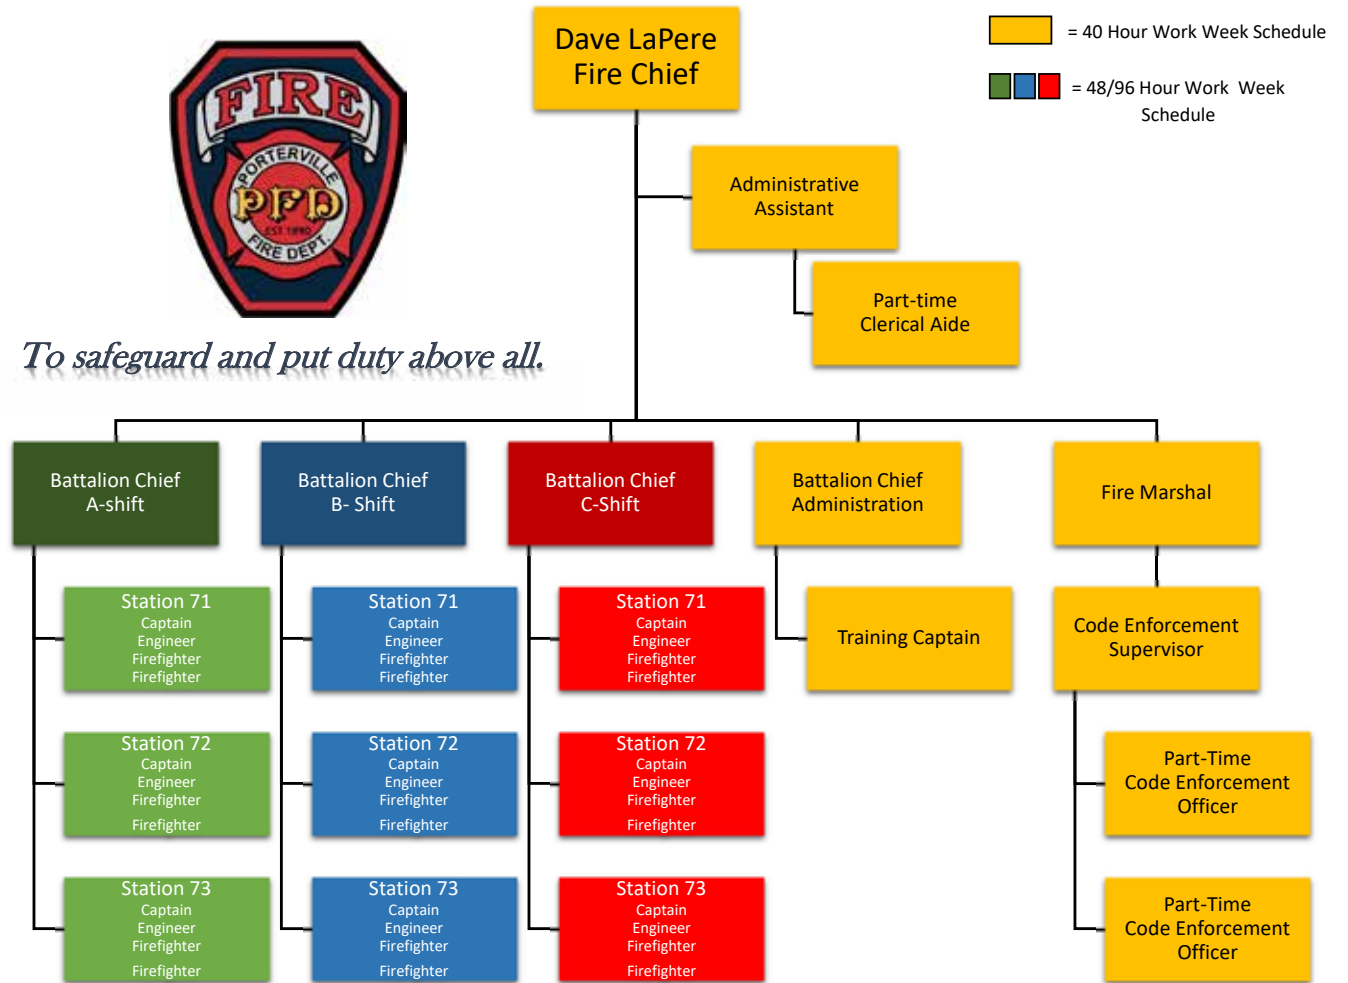 Dave LaPere
Fire Chief
= 40 Hour Work Week Schedule
= 48/96 Hour Work Week
Schedule
FIRE
PORTERVILLE
PFD
EST 1890
FIRE DEPT.
To safeguard and put duty above all.
Administrative
Assistant
Part-time
Clerical Aide
Battalion Chief
A-shift
Battalion Chief
B- Shift
Battalion Chief
C-Shift
Battalion Chief
Administration
Fire Marshal
Station 71
Captain
Engineer
Firefighter
Firefighter
Station 71
Captain
Engineer
Firefighter
Firefighter
Station 71
Captain
Engineer
Firefighter
Firefighter
Training Captain
Code Enforcement
Supervisor
Station 72
Captain
Engineer
Firefighter
Firefighter
Station 72
Captain
Engineer
Firefighter
Firefighter
Station 72
Captain
Engineer
Firefighter
Firefighter
Part-Time
Code Enforcement
Officer
Station 73
Captain
Engineer
Firefighter
Firefighter
Station 73
Captain
Engineer
Firefighter
Firefighter
Station 73
Captain
Engineer
Firefighter
Firefighter
Part-Time
Code Enforcement
Officer